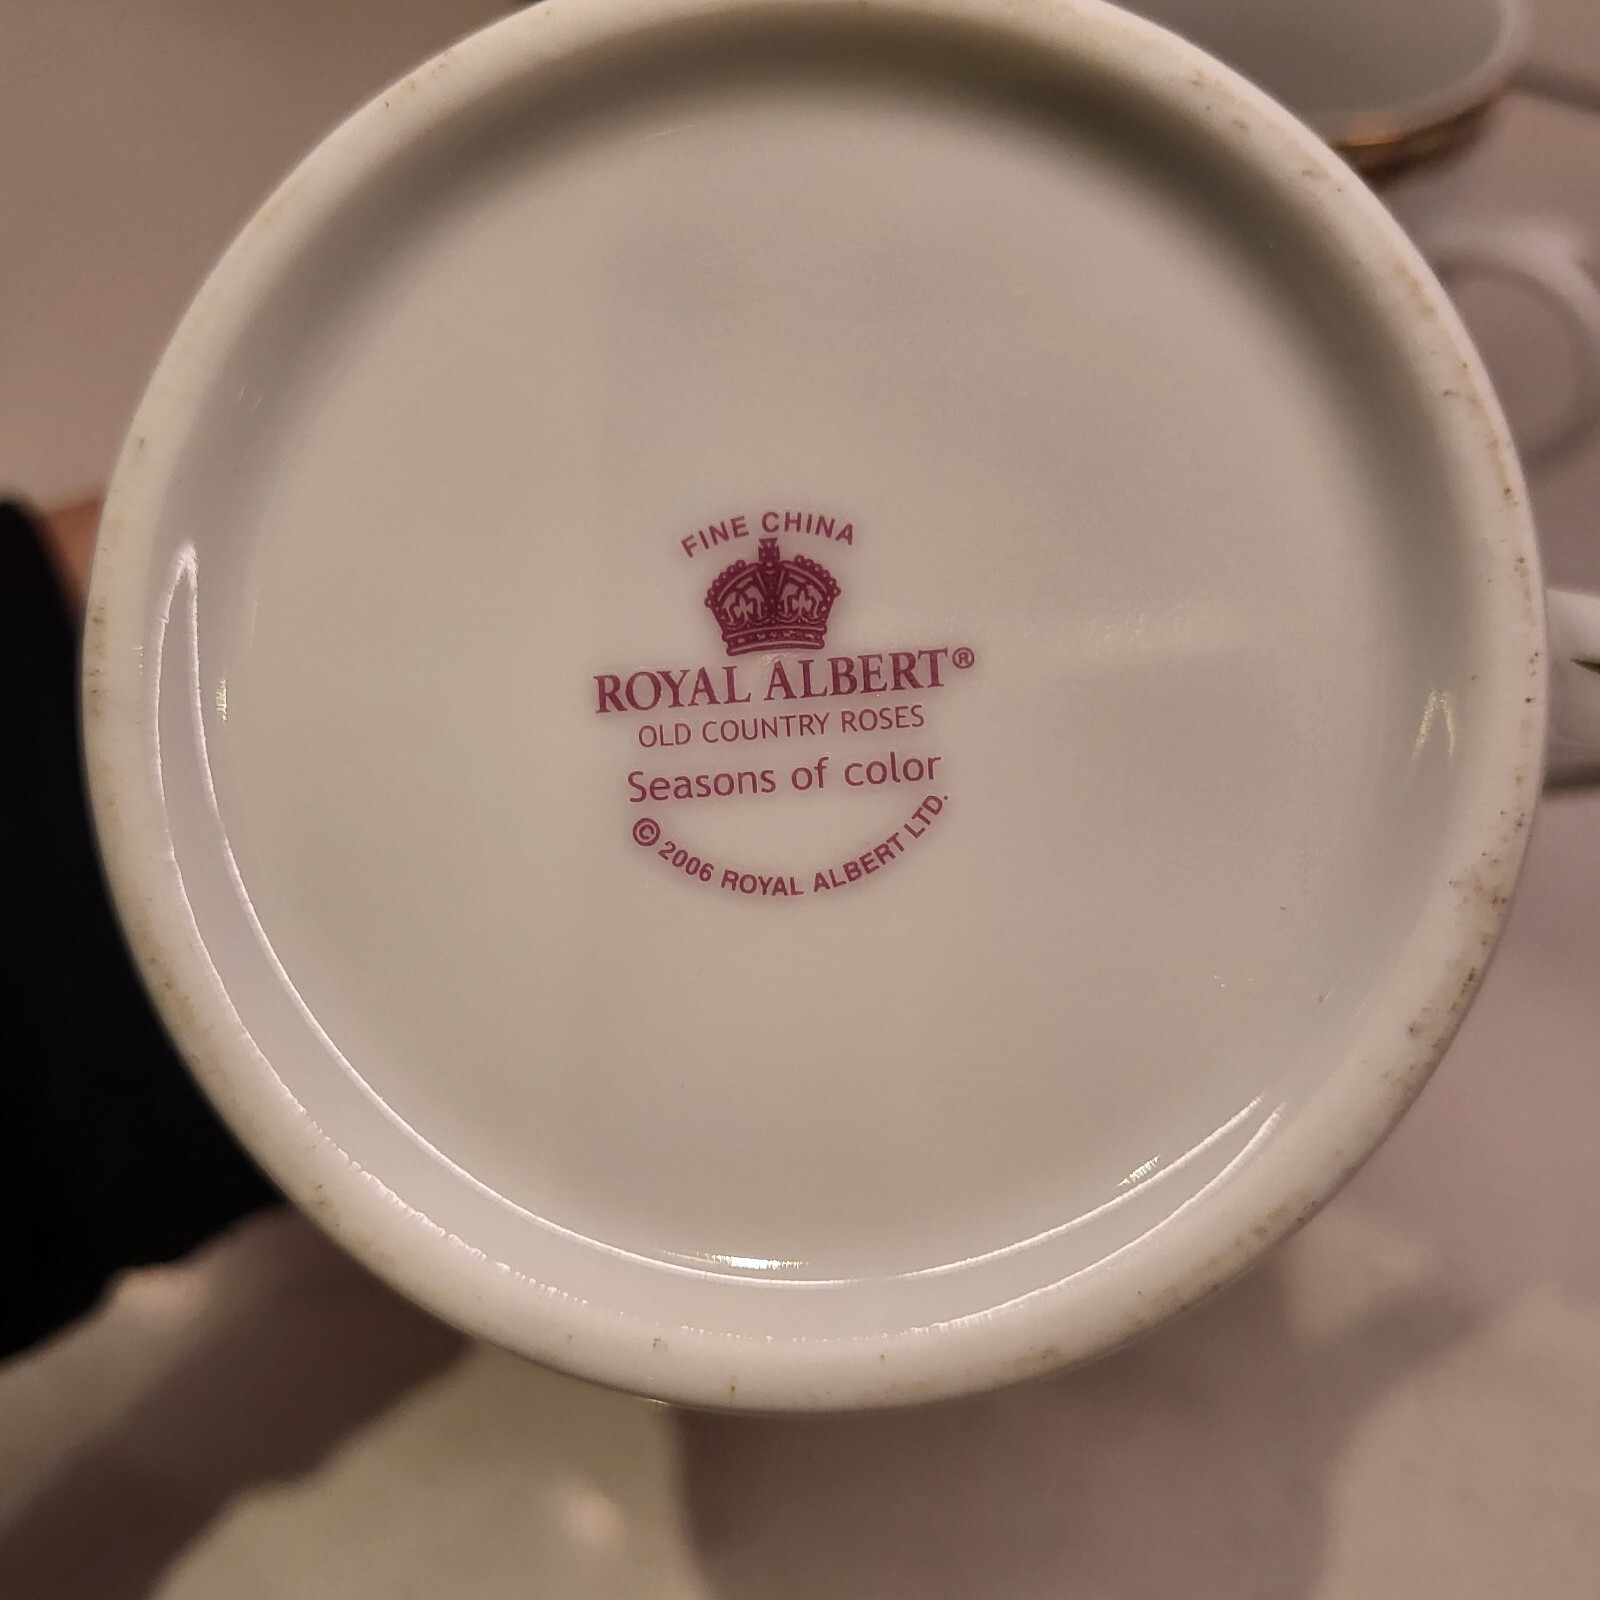 FINE CHINA
ROYAL ALBERT®
OLD COUNTRY ROSES
Seasons of color
© 2006 ROYAL ALBERT LTD.